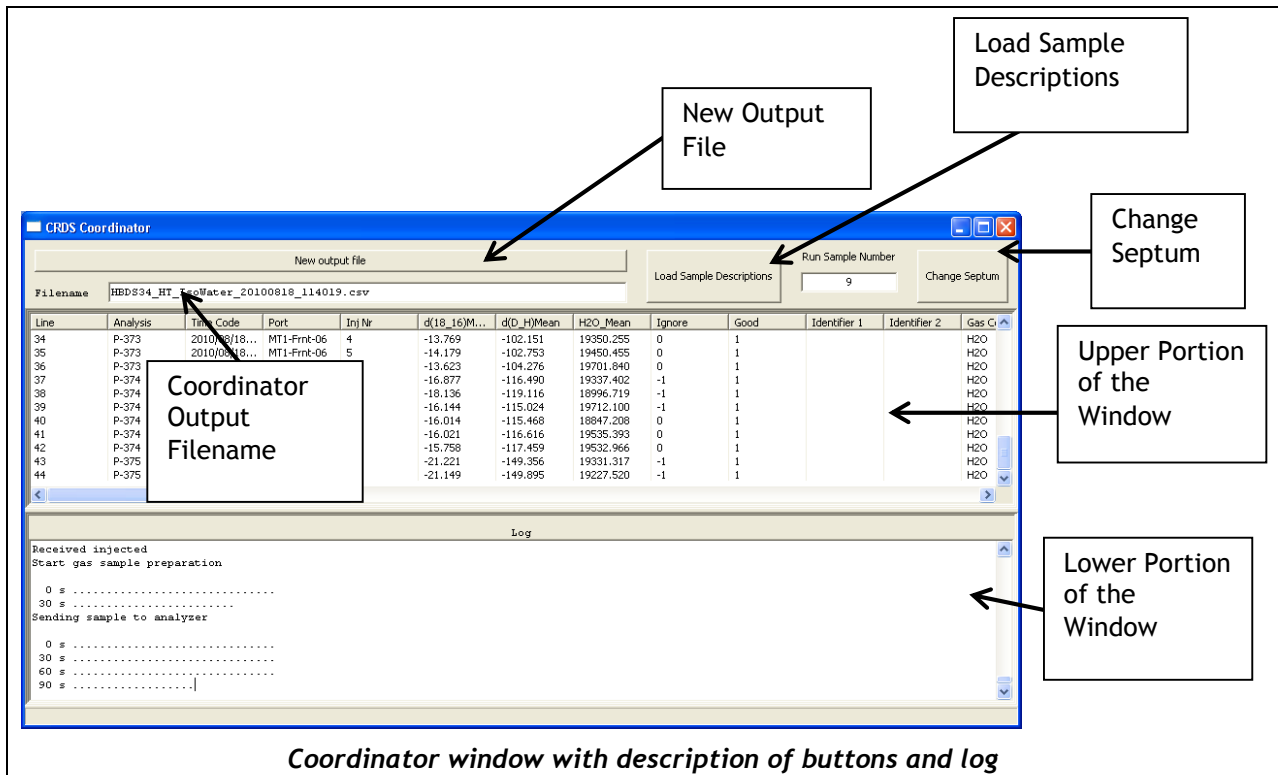 Load Sample
Descriptions
New Output
File
Change
Septum
CRDS Coordinator
New output file
Load Sample Descriptions
Run Sample Number
9
Change Septum
Filename HBDS34_HT_IsoWater_20100818_114019.csv
Line Analysis Time Code Port Inj Nr d(18_16)M... d(D_H)Mean H2O_Mean Ignore Good Identifier 1 Identifier 2 Gas C
34 P-373 2010/08/18... MT1-Frnt-06 4 -13.769 -102.151 19350.255 0 1 H2O
35 P-373 2010/08/18... MT1-Frnt-06 5 -14.179 -102.753 19450.455 0 1 H2O
36 P-373 -13.623 -104.276 19701.840 0 1 H2O
37 P-374 -16.877 -116.490 19337.402 -1 1 H2O
38 P-374 -18.136 -119.116 18996.719 -1 1 H2O
39 P-374 -16.144 -115.024 19712.100 -1 1 H2O
40 P-374 -16.014 -115.468 18847.208 0 1 H2O
41 P-374 -16.021 -116.616 19535.393 0 1 H2O
42 P-374 -15.758 -117.459 19532.966 0 1 H2O
43 P-375 -21.221 -149.356 19331.317 -1 1 H2O
44 P-375 -21.149 -149.895 19227.520 -1 1 H2O
Coordinator
Output
Filename
Upper Portion
of the
Window
Log
Received injected
Start gas sample preparation
0 s ..............................
30 s ........................
Sending sample to analyzer
0 s ..............................
30 s ..............................
60 s ..............................
90 s ..................
Lower Portion
of the
Window
Coordinator window with description of buttons and log